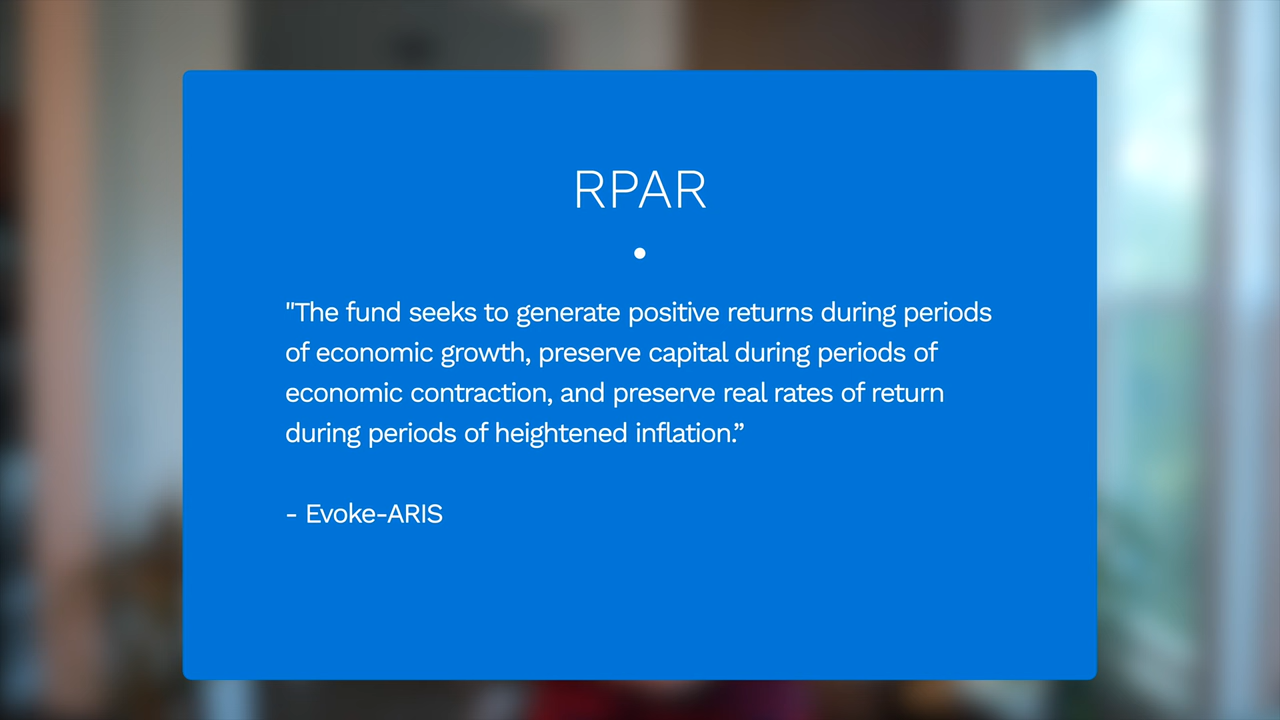 RPAR
"The fund seeks to generate positive returns during periods
of economic growth, preserve capital during periods of
economic contraction, and preserve real rates of return
during periods of heightened inflation.”
- Evoke-ARIS